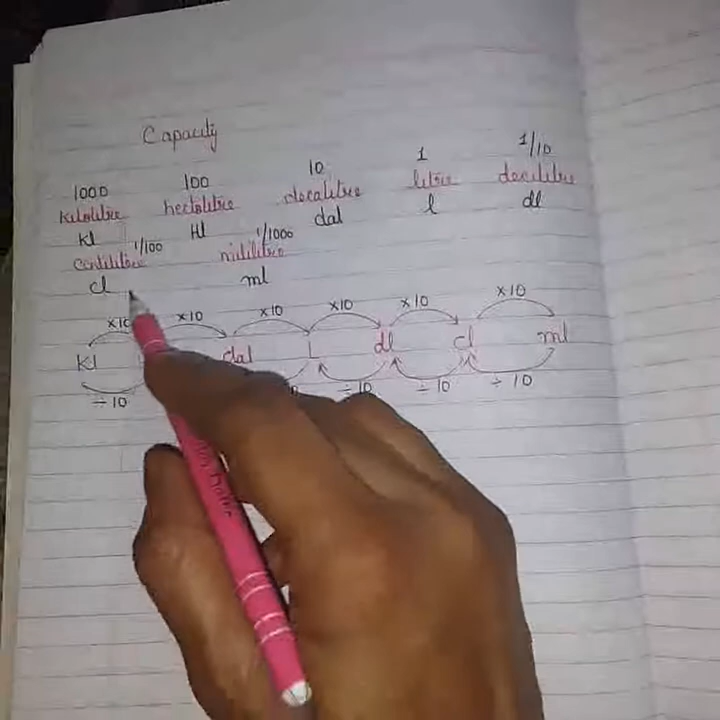 Capacity
1000 100 10 1 1/10
kilolitre hectolitre decalitre litre decilitre
kl Hl dal l dl
1/100 1/1000
centilitre millilitre
cl ml
×10 ×10 ×10 ×10 ×10 ×10
kl dal L dl cl ml
÷10 ÷10 ÷10 ÷10